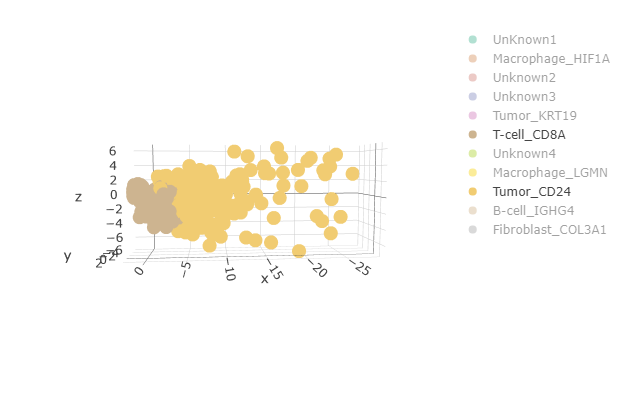 UnKnown1
Macrophage_HIF1A
Unknown2
Unknown3
Tumor_KRT19
T-cell_CD8A
Unknown4
Macrophage_LGMN
Tumor_CD24
B-cell_IGHG4
Fibroblast_COL3A1
6
4
2
z
0
−2
−4
−6
y
0
−5
−10
x
−15
−20
−25